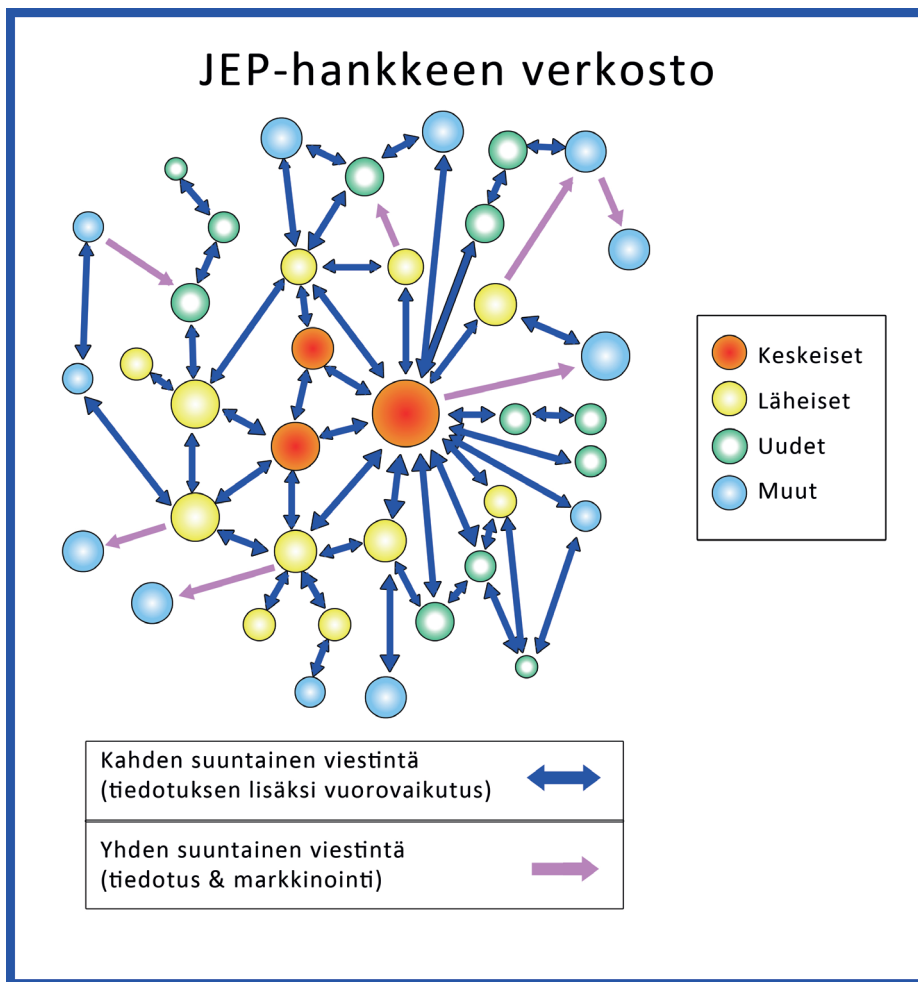 JEP-hankkeen verkosto
Keskeiset
Läheiset
Uudet
Muut
Kahden suuntainen viestintä
(tiedotuksen lisäksi vuorovaikutus)
Yhden suuntainen viestintä
(tiedotus & markkinointi)